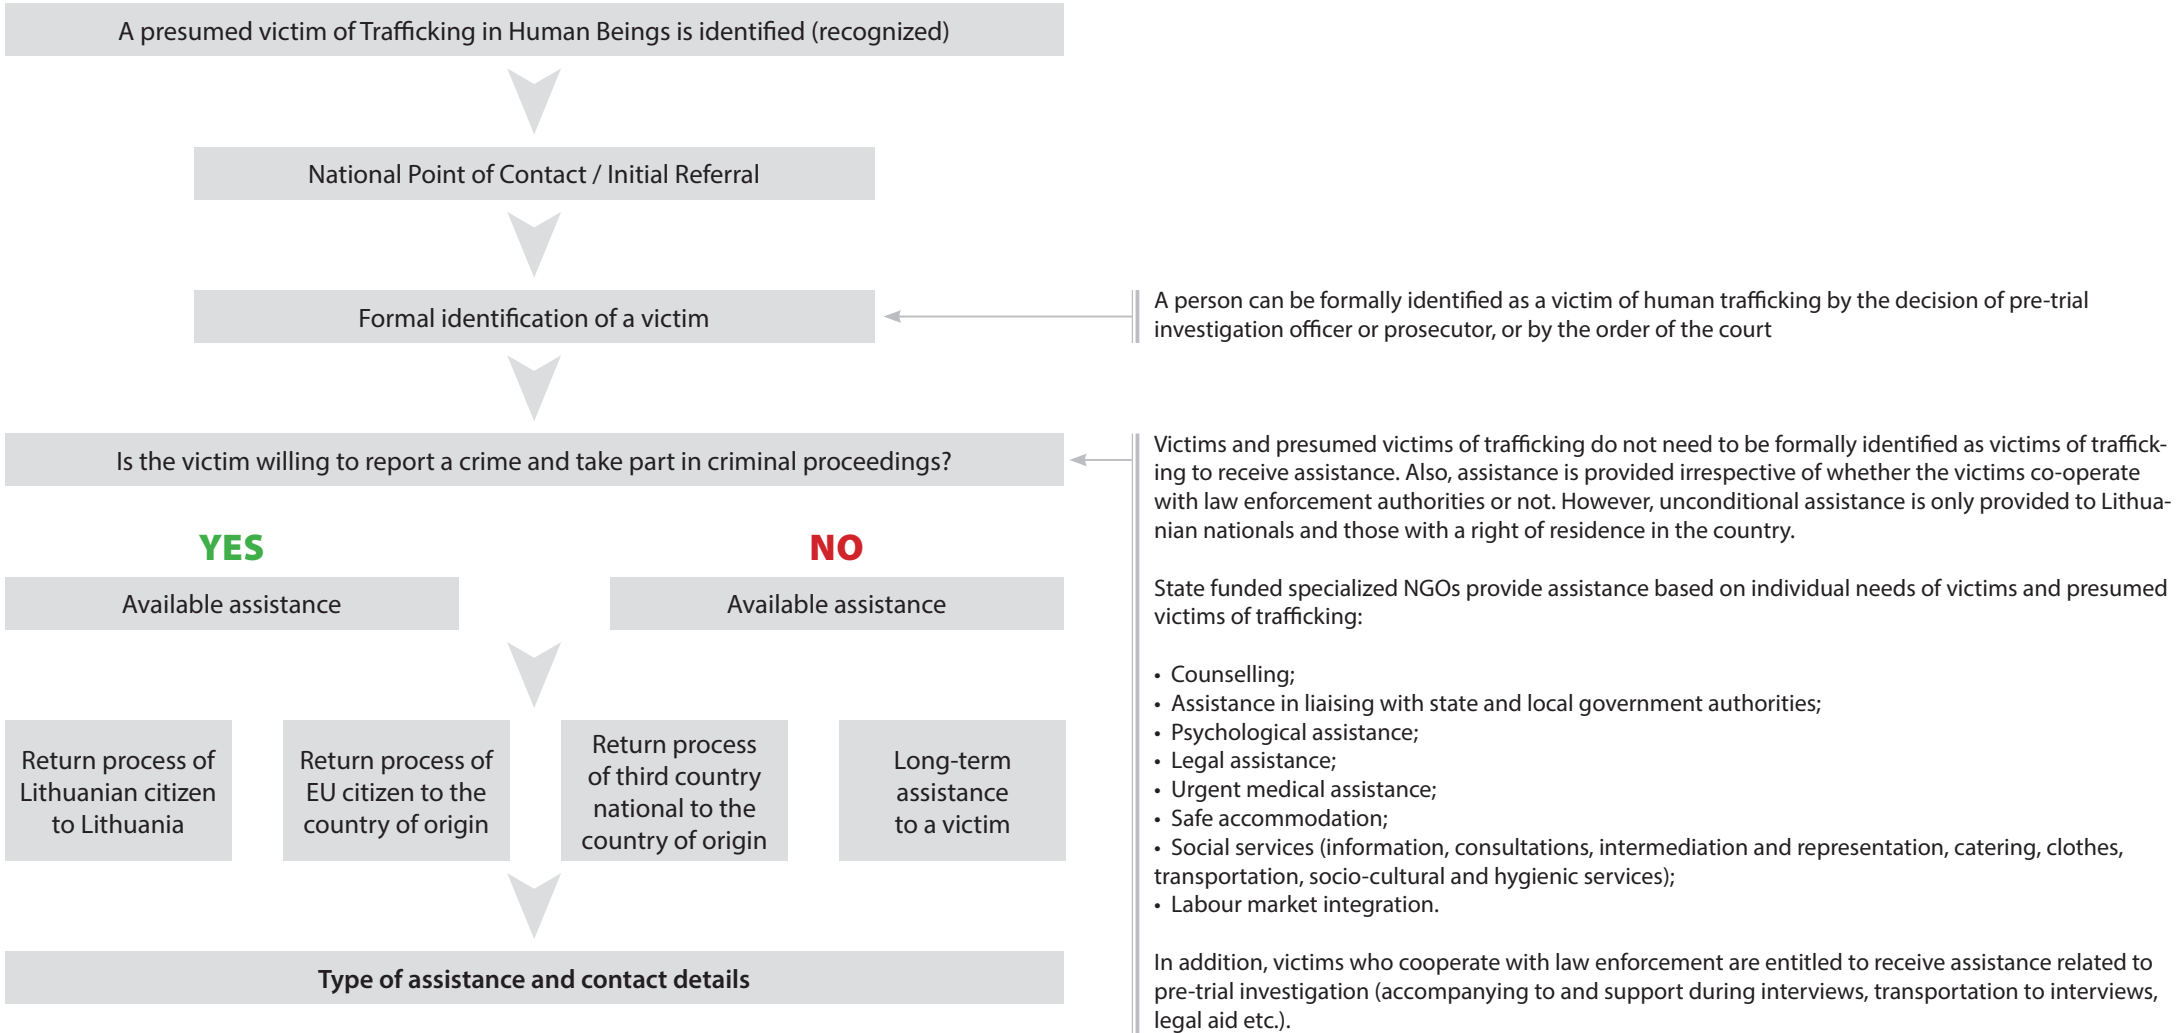 A presumed victim of Trafficking in Human Beings is identified (recognized)
National Point of Contact / Initial Referral
Formal identification of a victim
A person can be formally identified as a victim of human trafficking by the decision of pre-trial
investigation officer or prosecutor, or by the order of the court
Is the victim willing to report a crime and take part in criminal proceedings?
YES
NO
Available assistance
Available assistance
Return process of
Lithuanian citizen
to Lithuania
Return process of
EU citizen to the
country of origin
Return process
of third country
national to the
country of origin
Long-term
assistance
to a victim
Type of assistance and contact details
Victims and presumed victims of trafficking do not need to be formally identified as victims of traffick-
ing to receive assistance. Also, assistance is provided irrespective of whether the victims co-operate
with law enforcement authorities or not. However, unconditional assistance is only provided to Lithua-
nian nationals and those with a right of residence in the country.
State funded specialized NGOs provide assistance based on individual needs of victims and presumed
victims of trafficking:
• Counselling;
• Assistance in liaising with state and local government authorities;
• Psychological assistance;
• Legal assistance;
• Urgent medical assistance;
• Safe accommodation;
• Social services (information, consultations, intermediation and representation, catering, clothes,
transportation, socio-cultural and hygienic services);
• Labour market integration.
In addition, victims who cooperate with law enforcement are entitled to receive assistance related to
pre-trial investigation (accompanying to and support during interviews, transportation to interviews,
legal aid etc.).